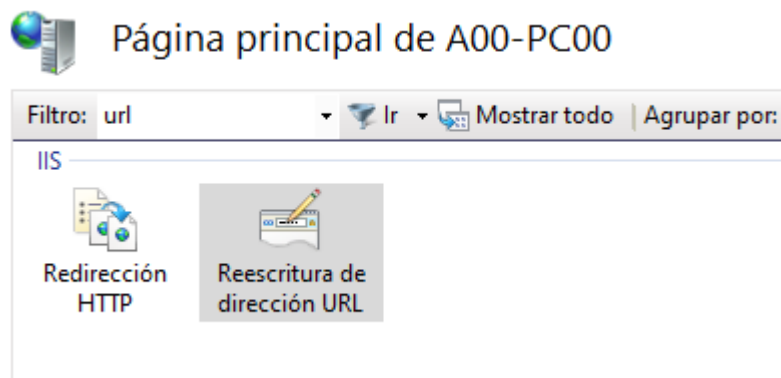 Página principal de A00-PC00
Filtro: url Ir Mostrar todo Agrupar por:
IIS
Redirección HTTP
Reescritura de dirección URL